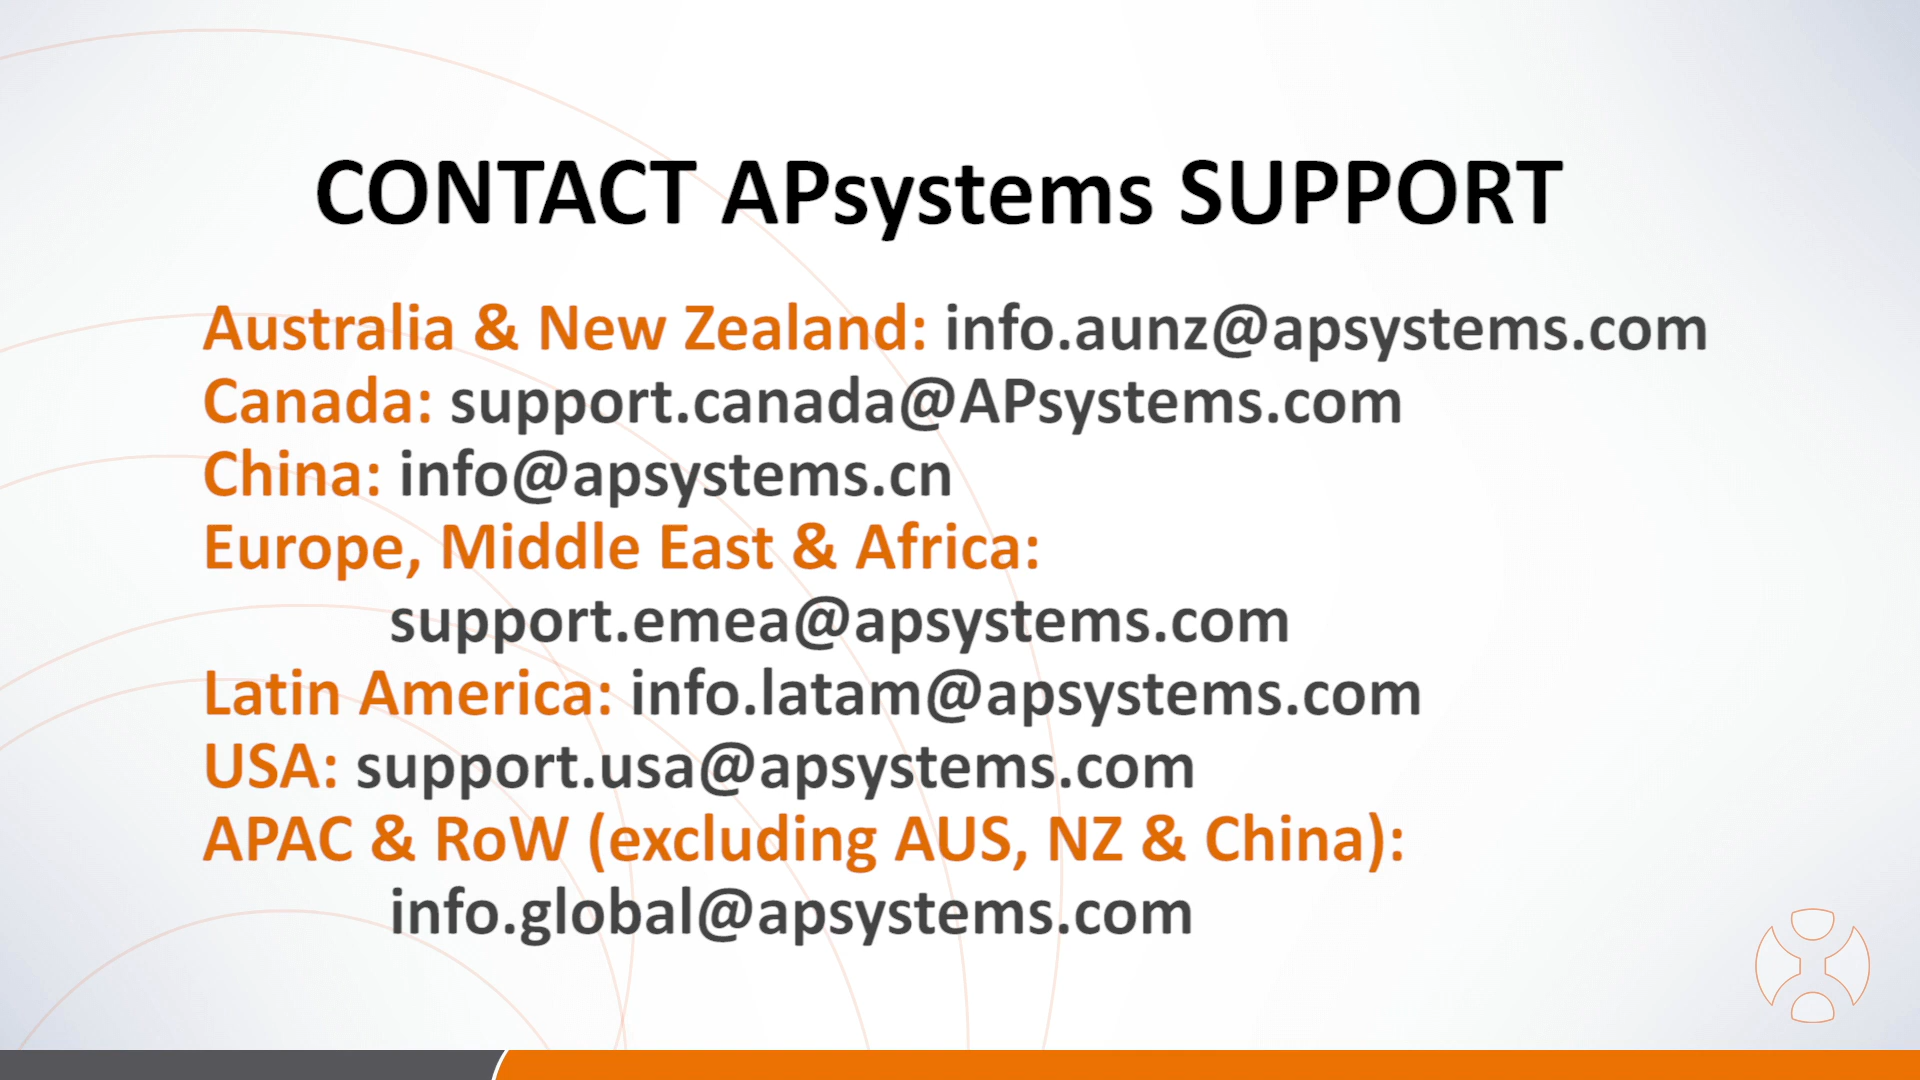 CONTACT APsystems SUPPORT
Australia & New Zealand: info.aunz@apsystems.com
Canada: support.canada@APsystems.com
China: info@apsystems.cn
Europe, Middle East & Africa:
support.emea@apsystems.com
Latin America: info.latam@apsystems.com
USA: support.usa@apsystems.com
APAC & RoW (excluding AUS, NZ & China):
info.global@apsystems.com